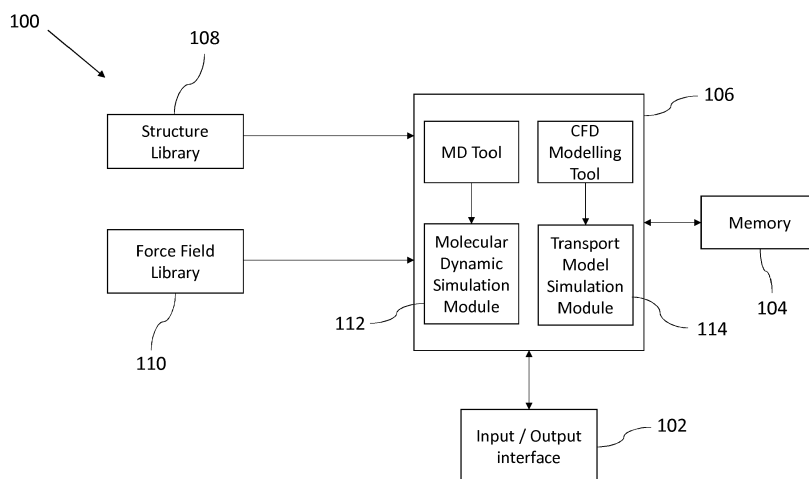 100
108
106
Structure
Library
MD Tool
CFD
Modelling
Tool
Force Field
Library
Molecular
Dynamic
Simulation
Module
Transport
Model
Simulation
Module
Memory
104
112
114
110
102
Input / Output
interface